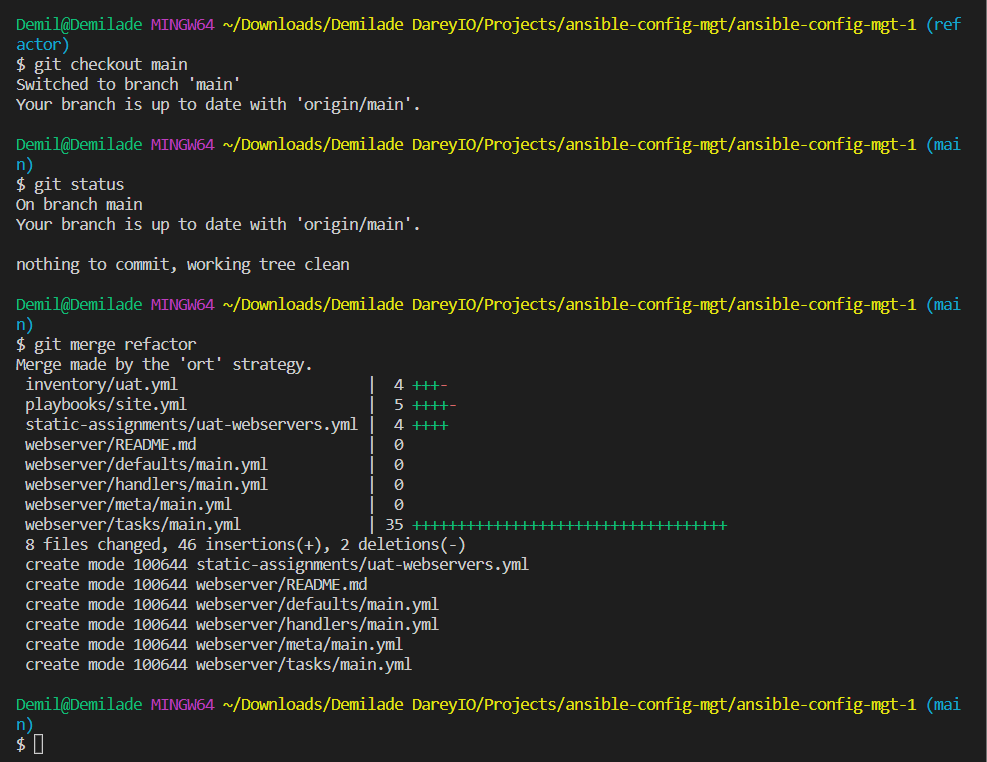 Demil@Demilade MINGW64 ~/Downloads/Demilade DareyIO/Projects/ansible-config-mgt/ansible-config-mgt-1 (ref
actor)
$ git checkout main
Switched to branch 'main'
Your branch is up to date with 'origin/main'.
Demil@Demilade MINGW64 ~/Downloads/Demilade DareyIO/Projects/ansible-config-mgt/ansible-config-mgt-1 (mai
n)
$ git status
On branch main
Your branch is up to date with 'origin/main'.
nothing to commit, working tree clean
Demil@Demilade MINGW64 ~/Downloads/Demilade DareyIO/Projects/ansible-config-mgt/ansible-config-mgt-1 (mai
n)
$ git merge refactor
Merge made by the 'ort' strategy.
 inventory/uat.yml                     |  4 +++-
 playbooks/site.yml                    |  5 ++++-
 static-assignments/uat-webservers.yml |  4 ++++
 webserver/README.md                   |  0
 webserver/defaults/main.yml           |  0
 webserver/handlers/main.yml           |  0
 webserver/meta/main.yml               |  0
 webserver/tasks/main.yml              | 35 +++++++++++++++++++++++++++++++++++
 8 files changed, 46 insertions(+), 2 deletions(-)
 create mode 100644 static-assignments/uat-webservers.yml
 create mode 100644 webserver/README.md
 create mode 100644 webserver/defaults/main.yml
 create mode 100644 webserver/handlers/main.yml
 create mode 100644 webserver/meta/main.yml
 create mode 100644 webserver/tasks/main.yml
Demil@Demilade MINGW64 ~/Downloads/Demilade DareyIO/Projects/ansible-config-mgt/ansible-config-mgt-1 (mai
n)
$